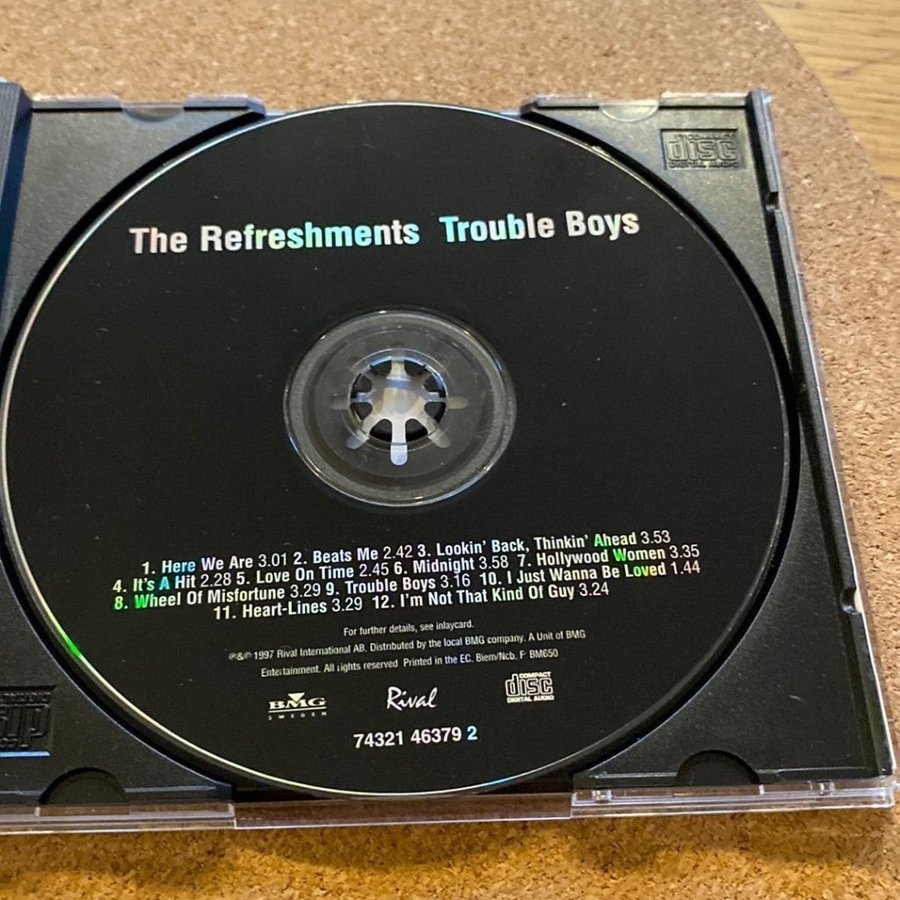 COMPACT
disc
DIGITAL AUDIO
The Refreshments Trouble Boys
1. Here We Are 3.01 2. Beats Me 2.42 3. Lookin' Back, Thinkin' Ahead 3.53
4. It's A Hit 2.28 5. Love On Time 2.45 6. Midnight 3.58 7. Hollywood Women 3.35
8. Wheel Of Misfortune 3.29 9. Trouble Boys 3.16 10. I Just Wanna Be Loved 1.44
11. Heart-Lines 3.29 12. I'm Not That Kind Of Guy 3.24
For further details, see inlaycard.
℗&© 1997 Rival International AB. Distributed by the local BMG company. A Unit of BMG
Entertainment. All rights reserved Printed in the EC. Biem/Ncb. F BM650
BMG
SWEDEN
Rival
COMPACT
disc
DIGITAL AUDIO
74321 46379 2